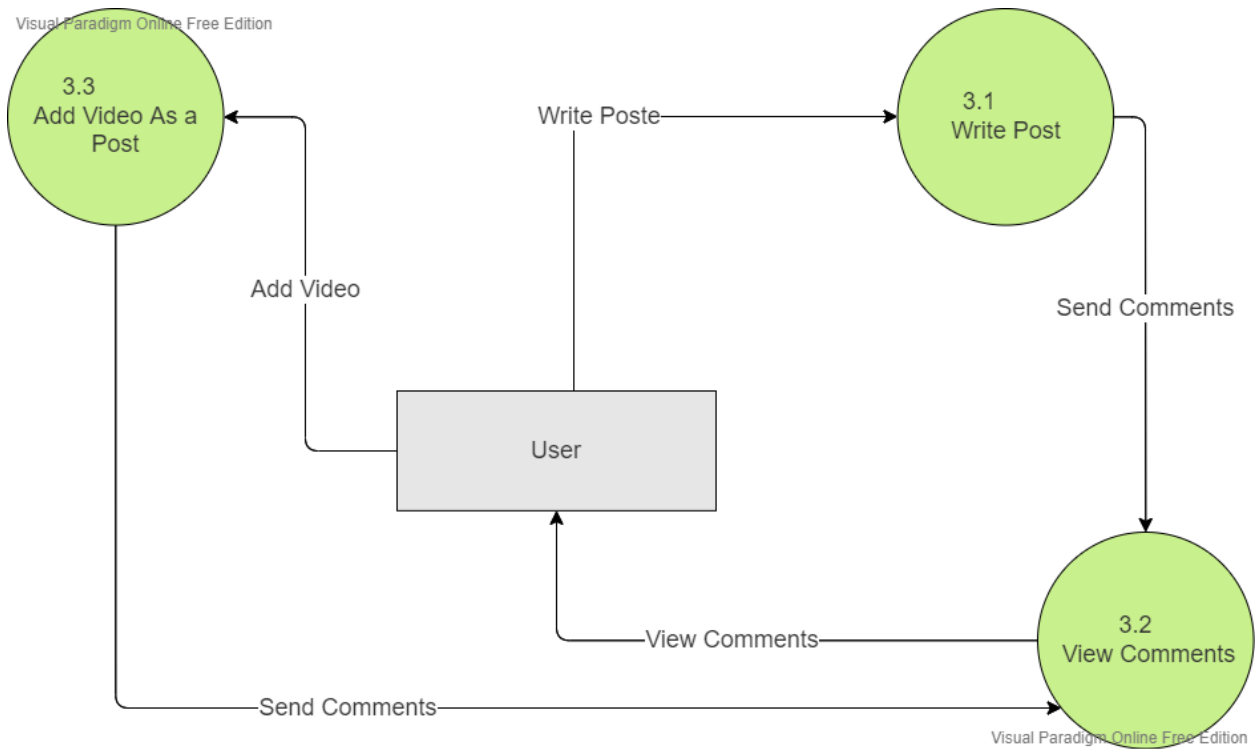 Visual Paradigm Online Free Edition
3.3
Add Video As a
Post
Write Poste
3.1
Write Post
Add Video
Send Comments
User
3.2
View Comments
View Comments
Send Comments
Visual Paradigm Online Free Edition